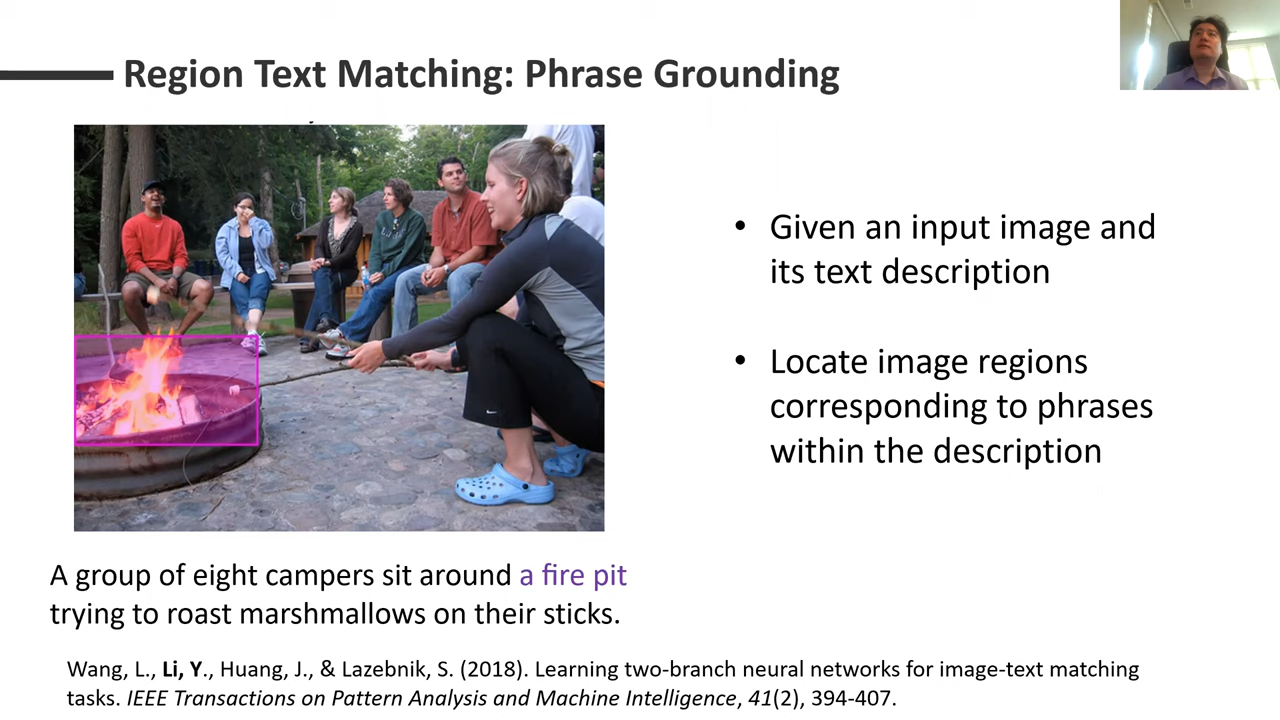 Region Text Matching: Phrase Grounding
• Given an input image and
its text description
• Locate image regions
corresponding to phrases
within the description
A group of eight campers sit around a fire pit
trying to roast marshmallows on their sticks.
Wang, L., Li, Y., Huang, J., & Lazebnik, S. (2018). Learning two-branch neural networks for image-text matching
tasks. IEEE Transactions on Pattern Analysis and Machine Intelligence, 41(2), 394-407.